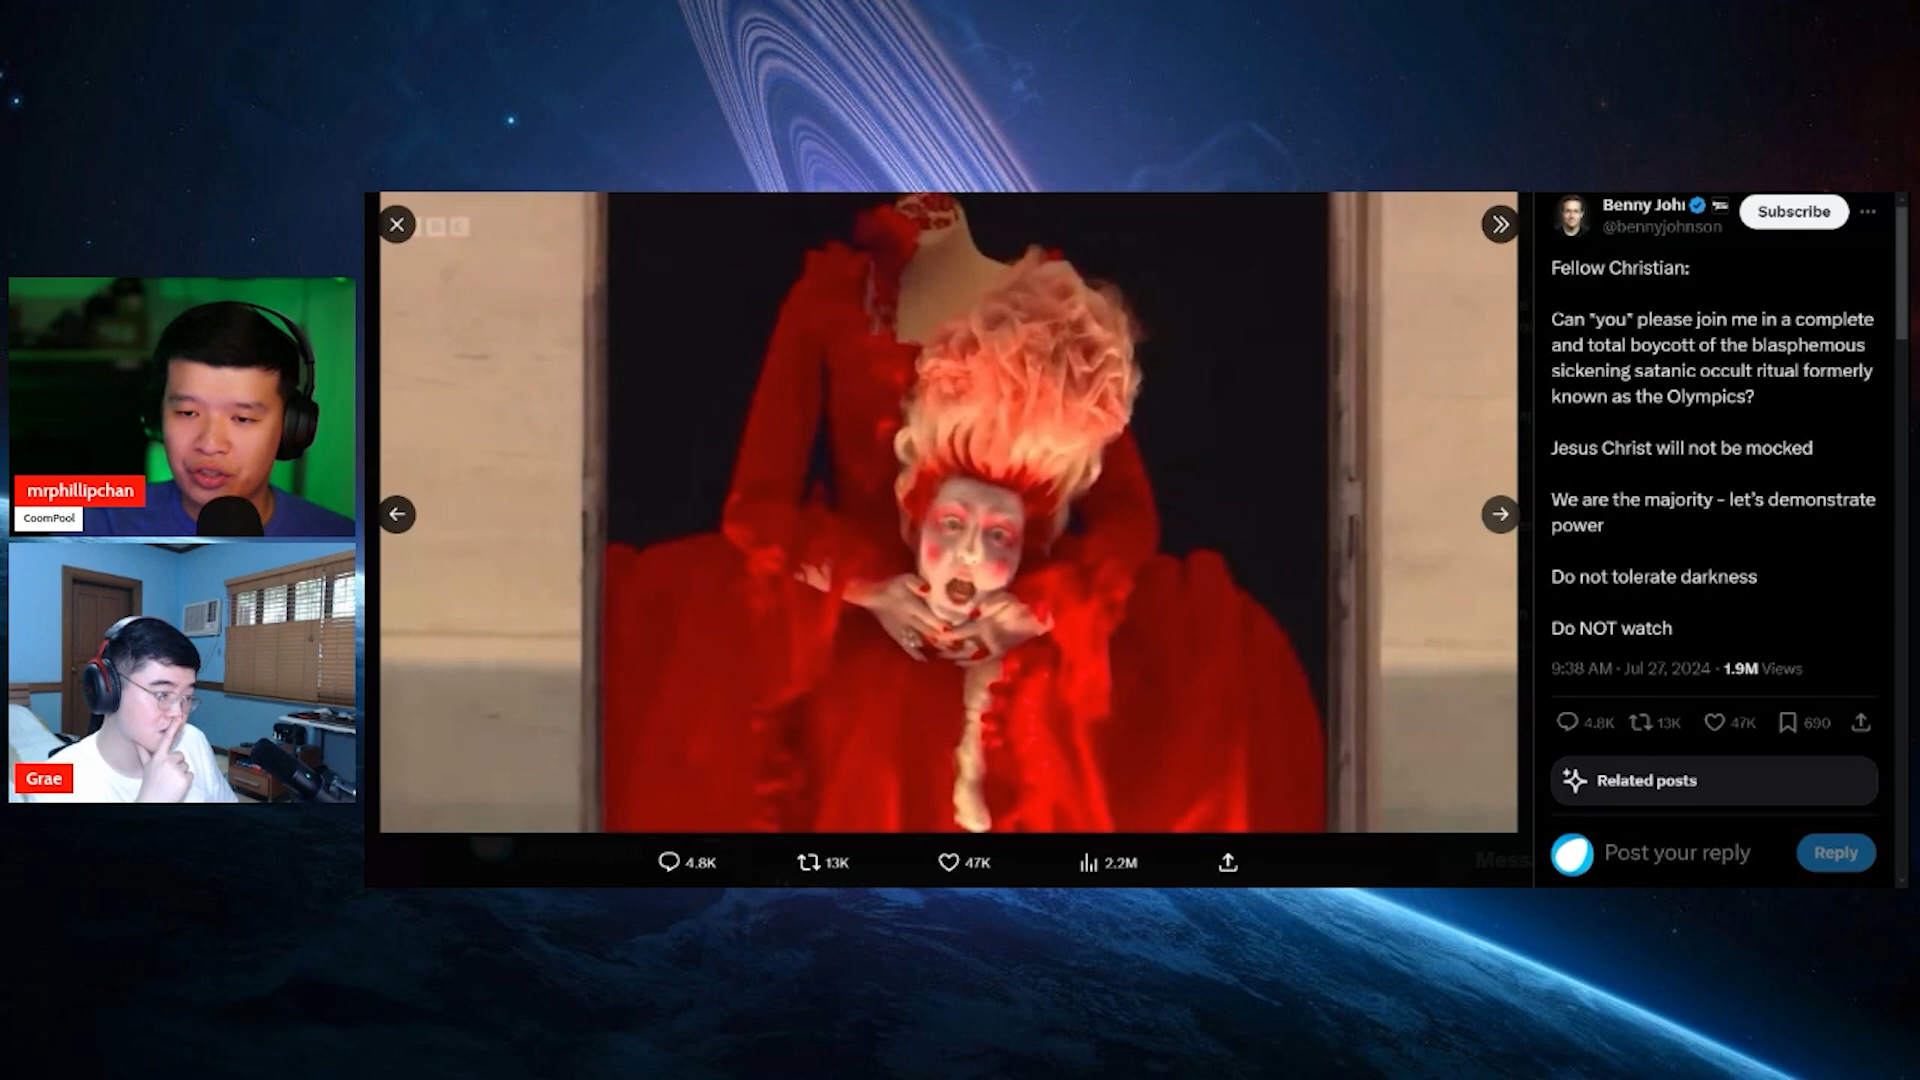 mrphillipchan
CoomPool
Grae
Benny Joh
@bennyjohnson
Subscribe
Fellow Christian:
Can *you* please join me in a complete
and total boycott of the blasphemous
sickening satanic occult ritual formerly
known as the Olympics?
Jesus Christ will not be mocked
We are the majority – let’s demonstrate
power
Do not tolerate darkness
Do NOT watch
9:38 AM · Jul 27, 2024 · 1.9M Views
4.8K 13K 47K 690
Related posts
Post your reply
Reply
4.8K 13K 47K 2.2M